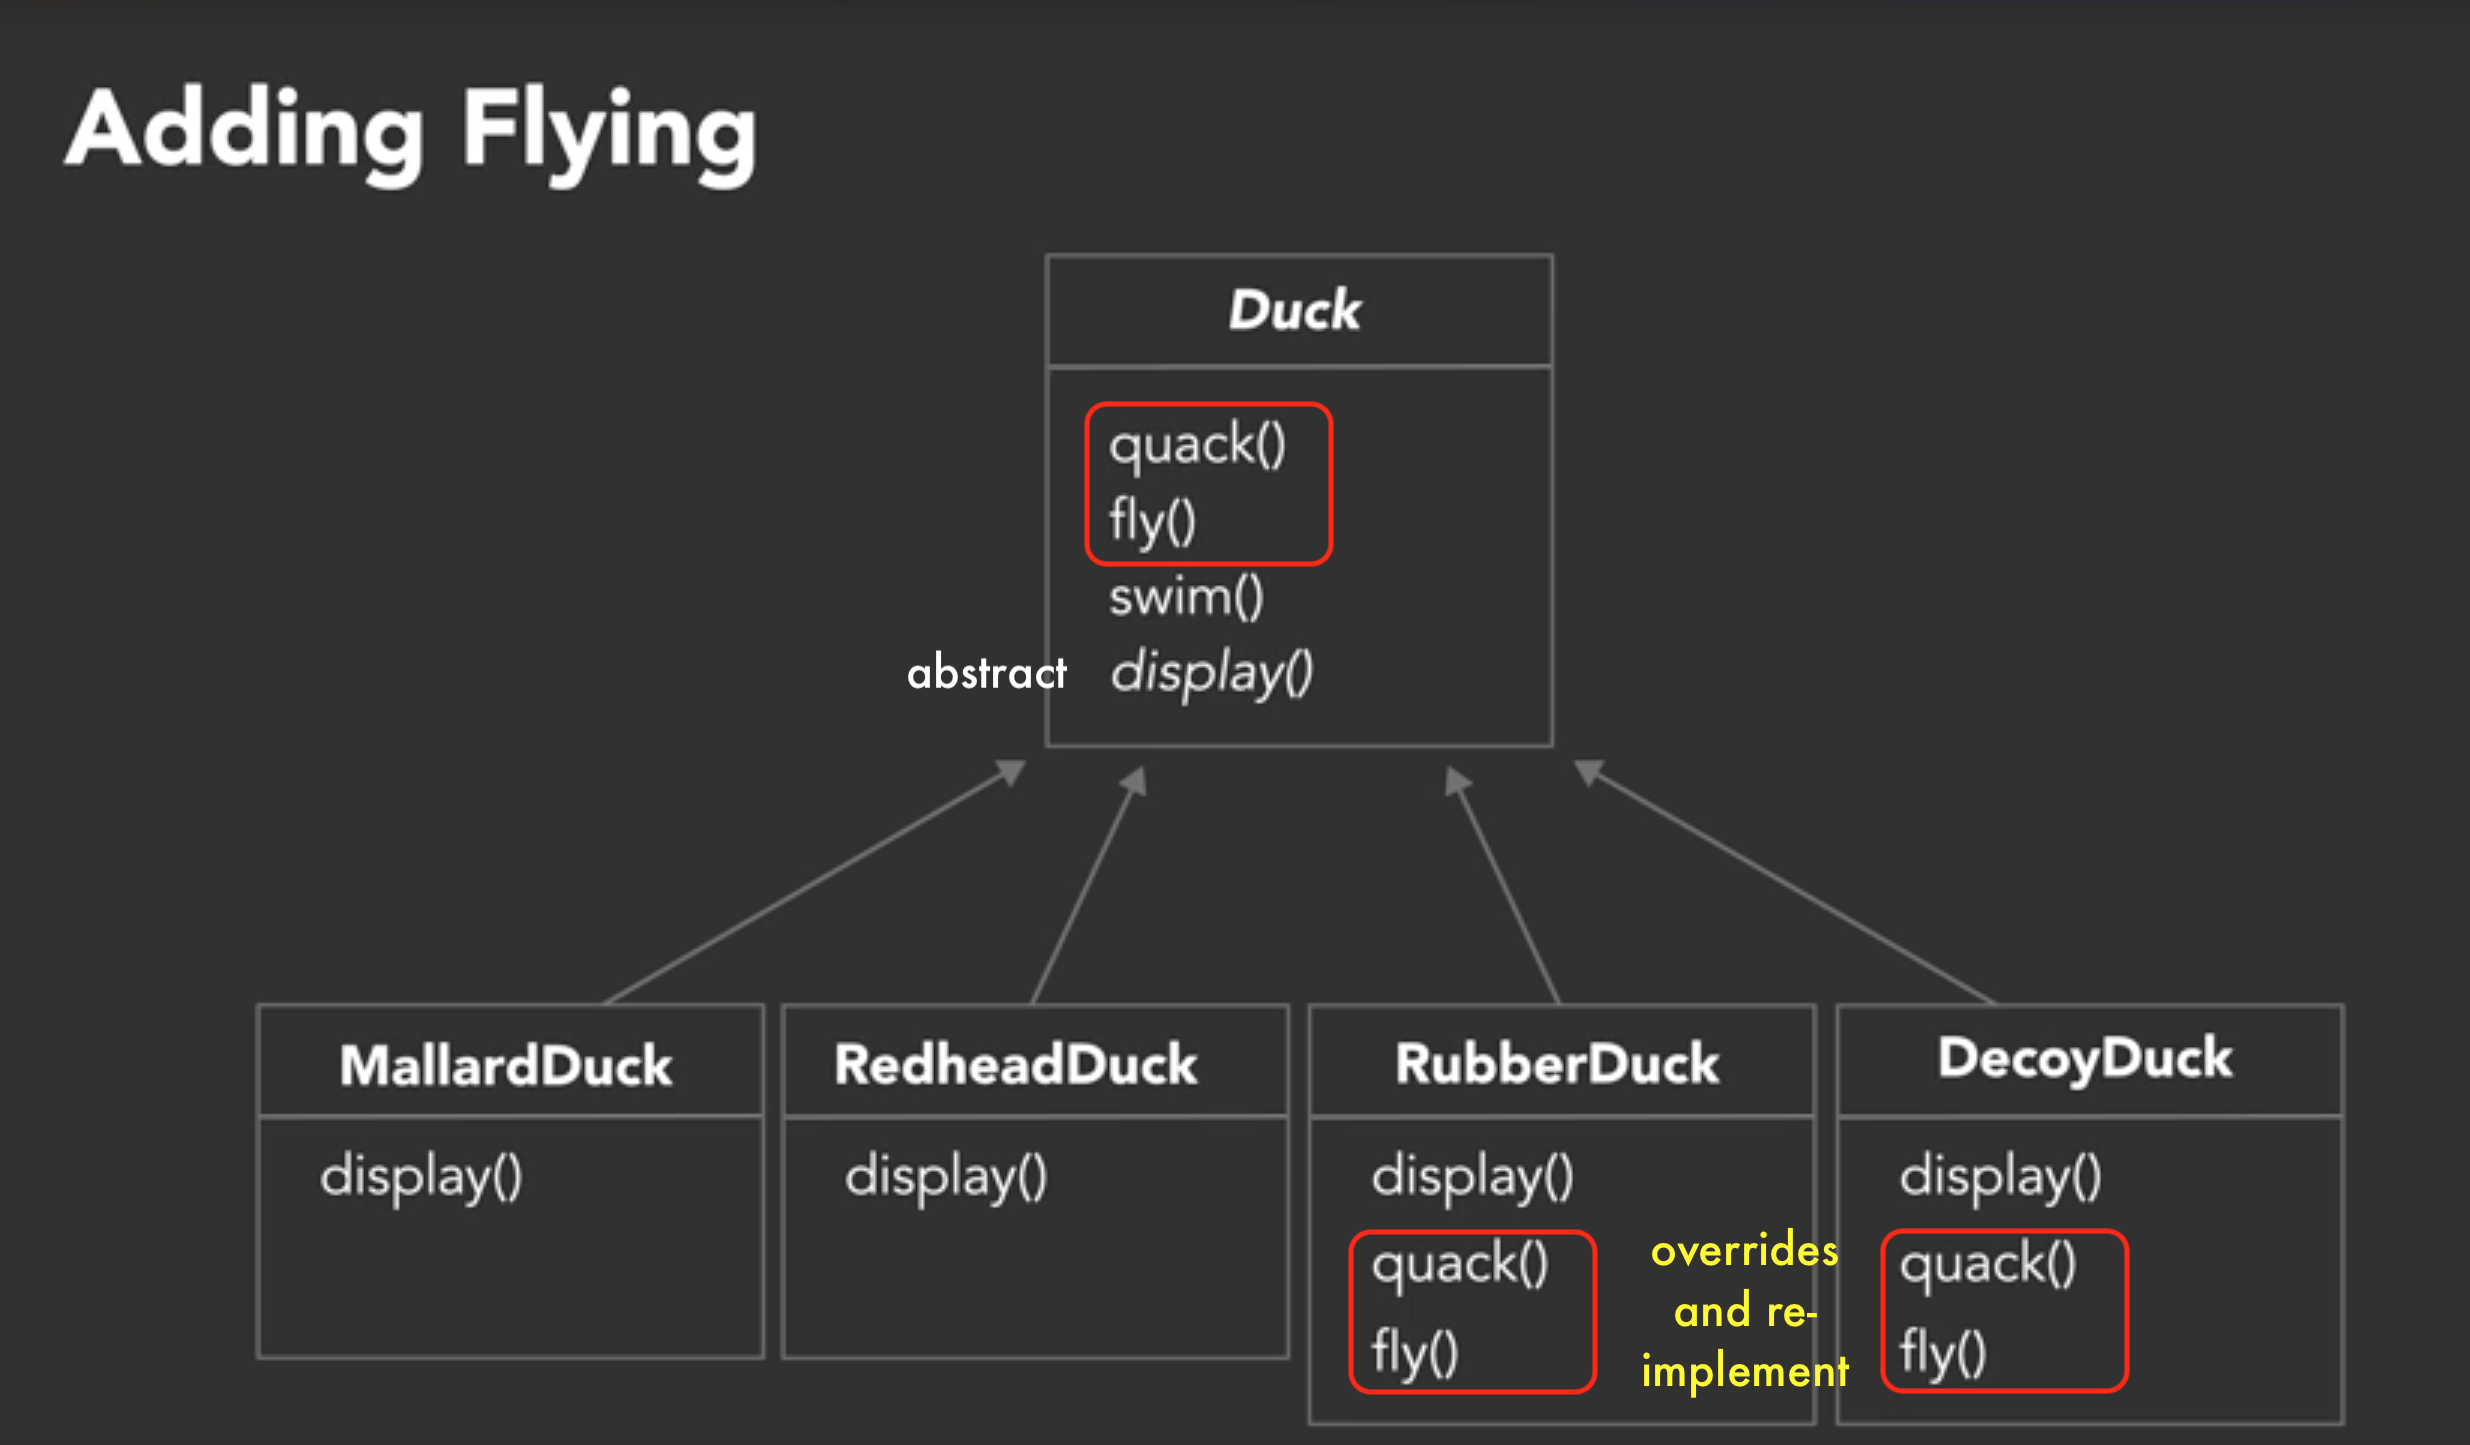 Adding Flying
Duck
quack()
fly()
swim()
abstract display()
MallardDuck
display()
RedheadDuck
display()
RubberDuck
display()
quack()
fly()
overrides
and re-
implement
DecoyDuck
display()
quack()
fly()